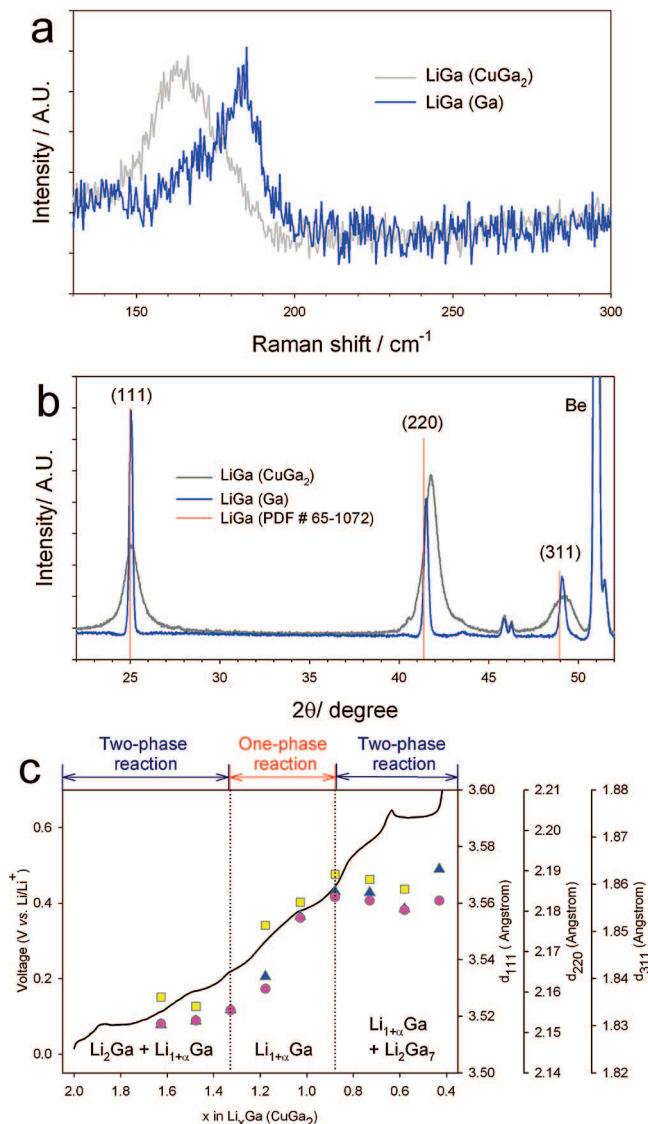 a
LiGa (CuGa₂)
LiGa (Ga)
Intensity / A.U.
150 200 250 300
Raman shift / cm⁻¹
b
(111)
(220)
Be
LiGa (CuGa₂)
LiGa (Ga)
LiGa (PDF # 65-1072)
(311)
Intensity/ A.U.
25 30 35 40 45 50
2θ/ degree
c
Two-phase reaction
One-phase reaction
Two-phase reaction
Voltage (V vs. Li/Li⁺)
0.6
0.4
0.2
0.0
Li₂Ga + Li₁₊αGa
Li₁₊αGa
Li₁₊αGa + Li₂Ga₇
2.0 1.8 1.6 1.4 1.2 1.0 0.8 0.6 0.4
x in LiₓGa (CuGa₂)
3.60
3.58
3.56
3.54
3.52
3.50
d₁₁₁ (Angstrom)
2.21
2.20
2.19
2.18
2.17
2.16
2.15
2.14
d₂₂₀ (Angstrom)
1.88
1.87
1.86
1.84
1.83
1.82
d₃₁₁ (Angstrom)